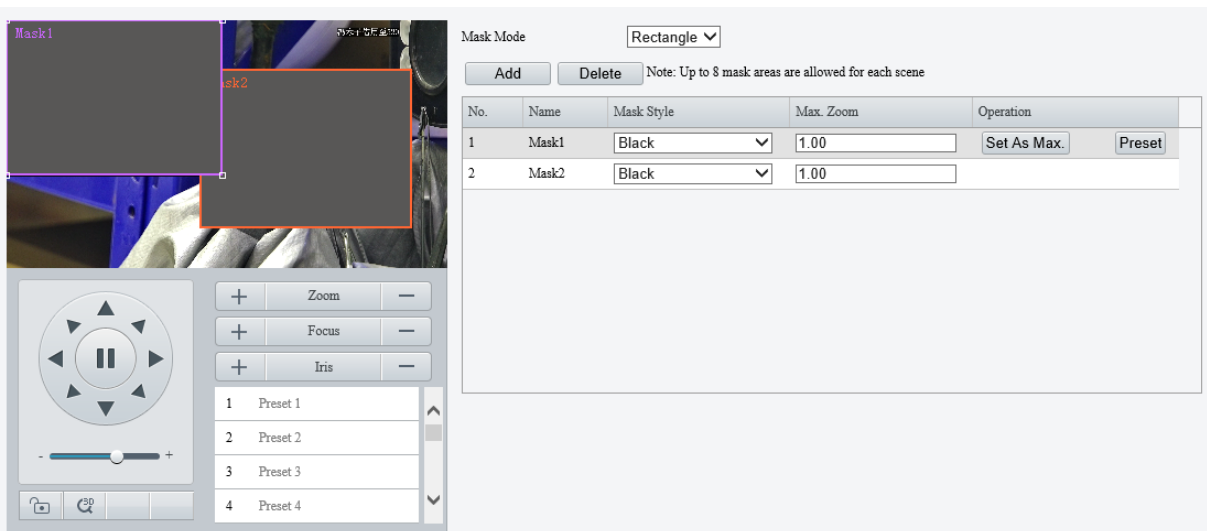 Mask1
ask2
Mask Mode
Rectangle
Add
Delete
Note: Up to 8 mask areas are allowed for each scene
No. Name Mask Style Max. Zoom Operation
1 Mask1 Black 1.00 Set As Max. Preset
2 Mask2 Black 1.00
+ Zoom −
+ Focus −
+ Iris −
- +
1 Preset 1
2 Preset 2
3 Preset 3
4 Preset 4
3D